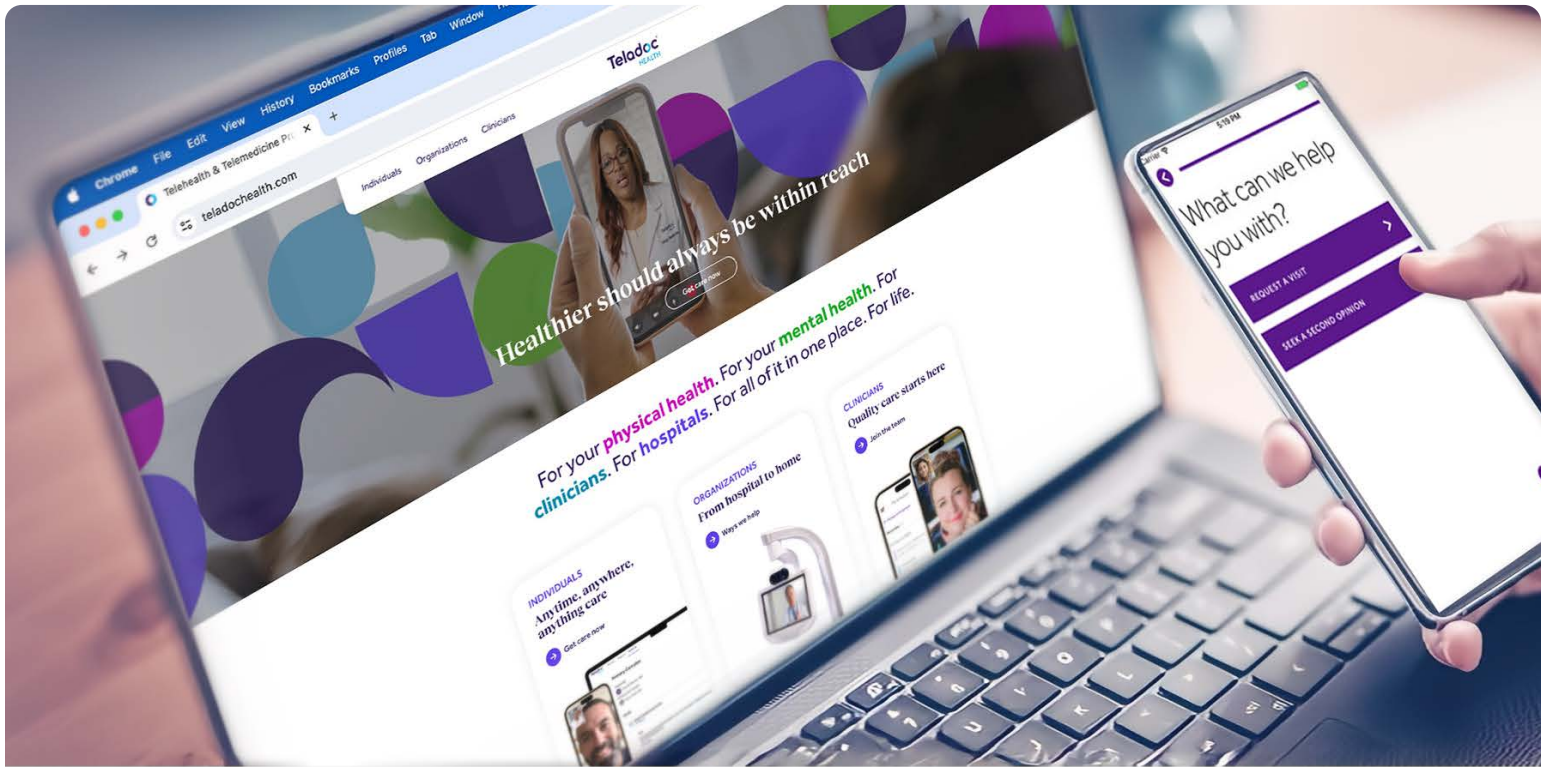 Chrome File Edit View History Bookmarks Profiles Tab Window
Telehealth & Telemedicine Pr
teladochealth.com
Teladoc
HEALTH
Individuals Organizations Clinicians
Healthier should always be within reach
Get care now
For your physical health. For your mental health. For
clinicians. For hospitals. For all of it in one place. For life.
INDIVIDUALS
Anytime, anywhere,
anything care
Get care now
ORGANIZATIONS
From hospital to home
Ways we help
CLINICIANS
Quality care starts here
Join the team
Carrier 5:19 PM
What can we help
you with?
REQUEST A VISIT
SEEK A SECOND OPINION